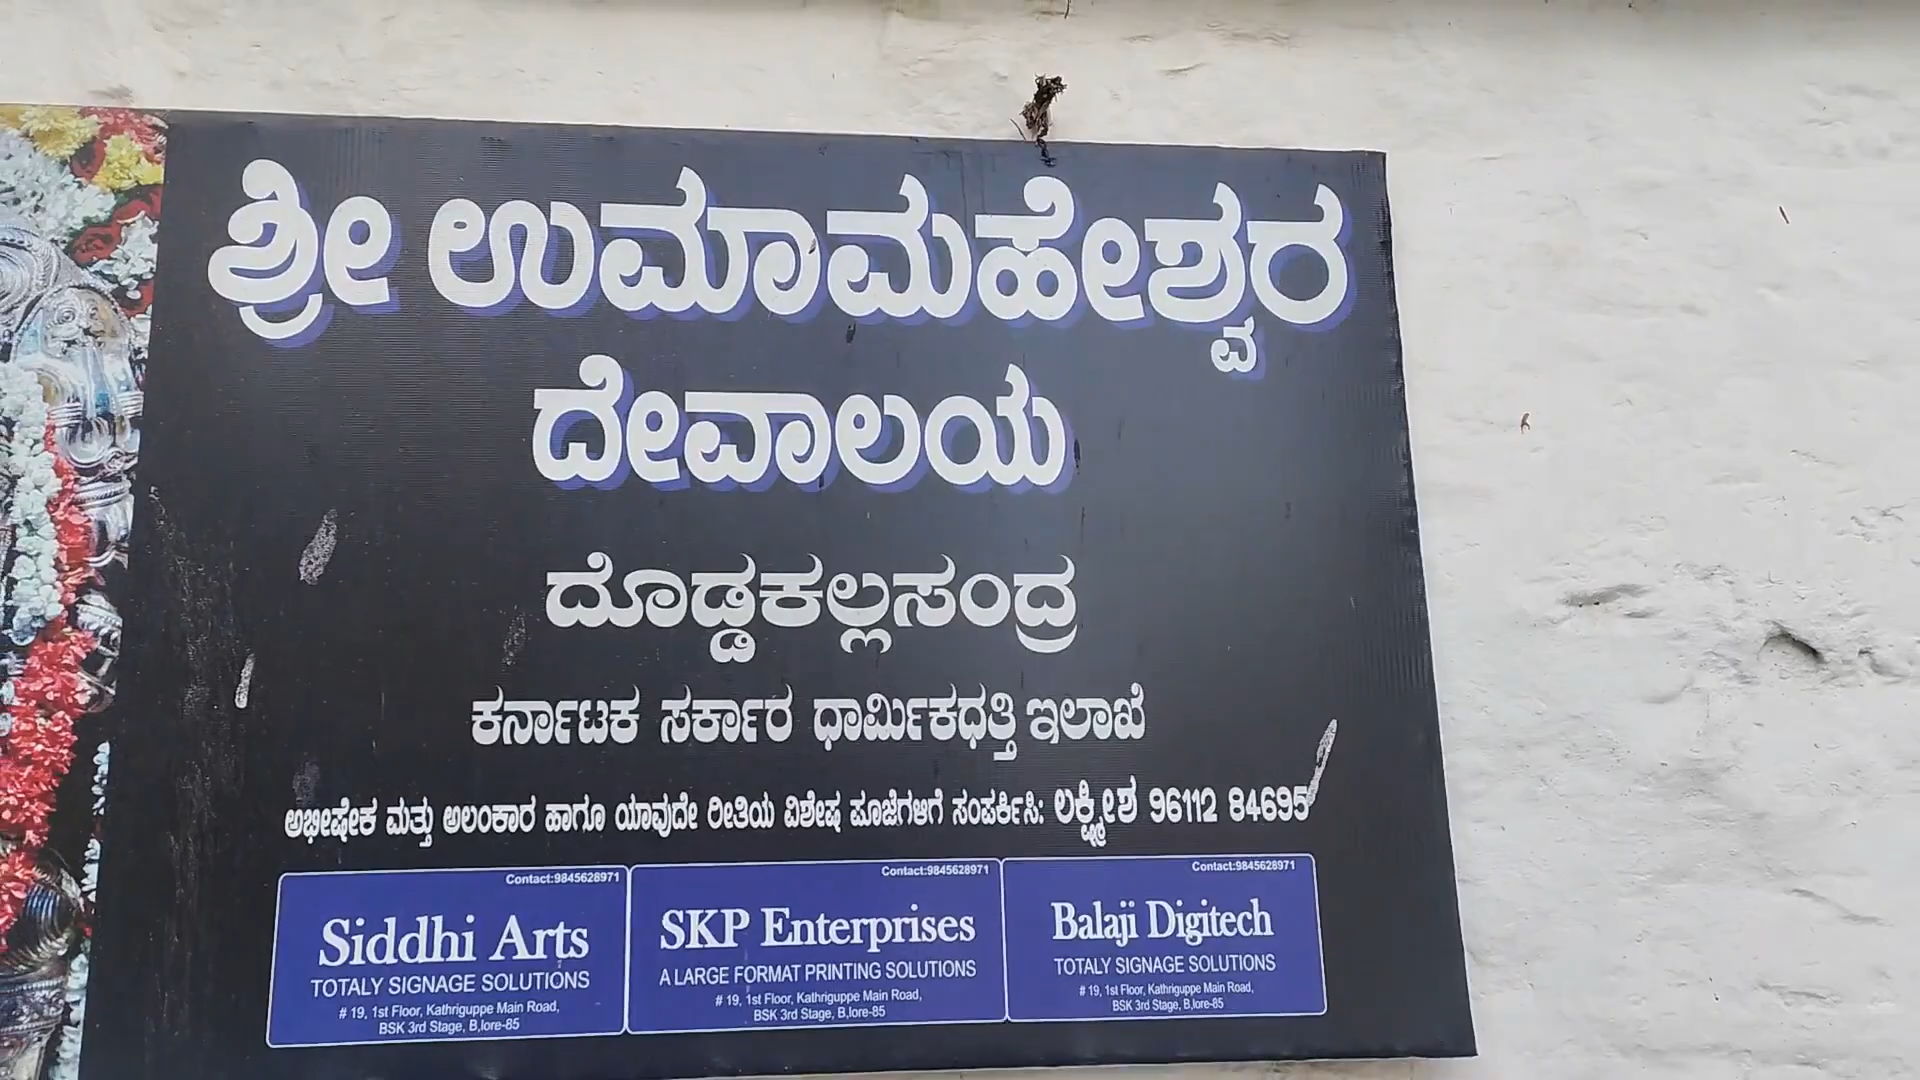 ಶ್ರೀ ಉಮಾಮಹೇಶ್ವರ
ದೇವಾಲಯ
ದೊಡ್ಡಕಲ್ಲಸಂದ್ರ
ಕರ್ನಾಟಕ ಸರ್ಕಾರ ಧಾರ್ಮಿಕಧತ್ತಿ ಇಲಾಖೆ
ಅಭೀಷೇಕ ಮತ್ತು ಅಲಂಕಾರ ಹಾಗೂ ಯಾವುದೇ ರೀತಿಯ ವಿಶೇಷ ಪೂಜೆಗಳಿಗೆ ಸಂಪರ್ಕಿಸಿ: ಲಕ್ಷ್ಮೀಶ 96112 84695
Contact:9845628971
Siddhi Arts
TOTALY SIGNAGE SOLUTIONS
# 19, 1st Floor, Kathriguppe Main Road,
BSK 3rd Stage, B,lore-85
Contact:9845628971
SKP Enterprises
A LARGE FORMAT PRINTING SOLUTIONS
# 19, 1st Floor, Kathriguppe Main Road,
BSK 3rd Stage, B,lore-85
Contact:9845628971
Balaji Digitech
TOTALY SIGNAGE SOLUTIONS
# 19, 1st Floor, Kathriguppe Main Road,
BSK 3rd Stage, B,lore-85